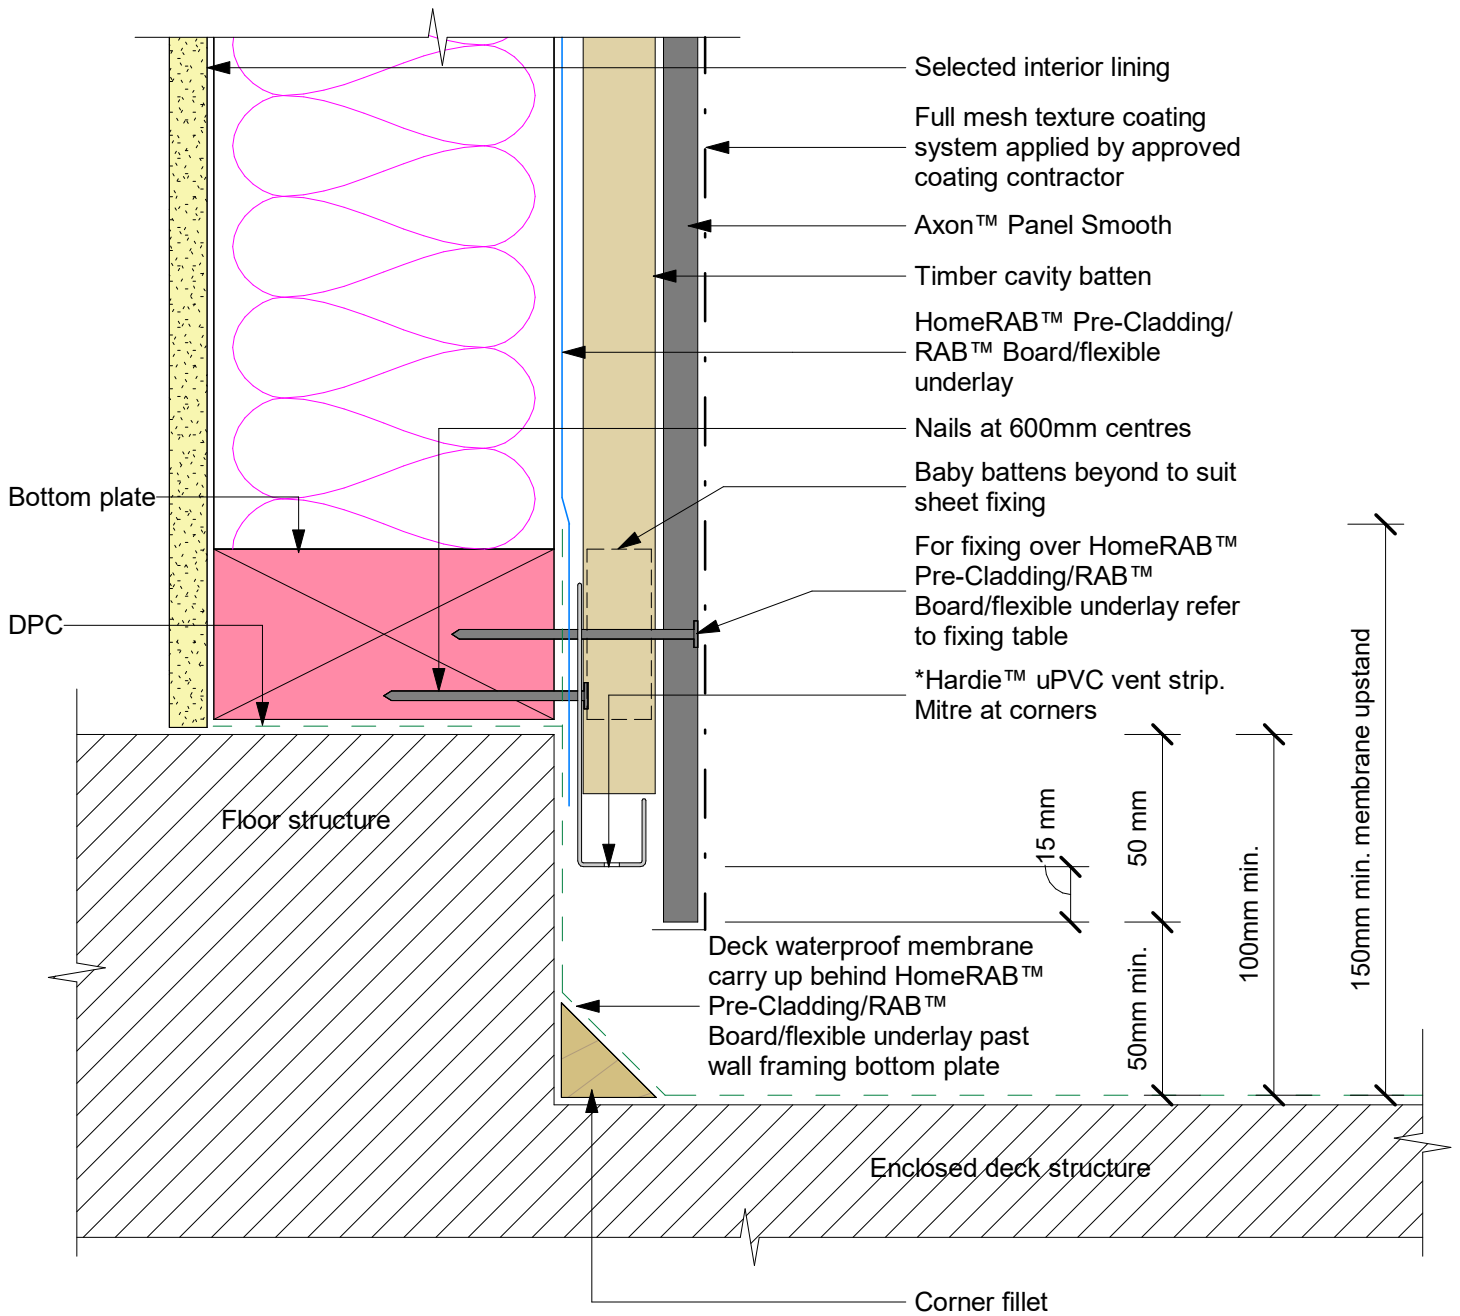 Selected interior lining
Full mesh texture coating
system applied by approved
coating contractor
Axon™ Panel Smooth
Timber cavity batten
HomeRAB™ Pre-Cladding/
RAB™ Board/flexible
underlay
Nails at 600mm centres
Baby battens beyond to suit
sheet fixing
For fixing over HomeRAB™
Pre-Cladding/RAB™
Board/flexible underlay refer
to fixing table
*Hardie™ uPVC vent strip.
Mitre at corners
Bottom plate
DPC
Floor structure
15 mm
50 mm
50mm min.
100mm min.
150mm min. membrane upstand
Deck waterproof membrane
carry up behind HomeRAB™
Pre-Cladding/RAB™
Board/flexible underlay past
wall framing bottom plate
Enclosed deck structure
Corner fillet